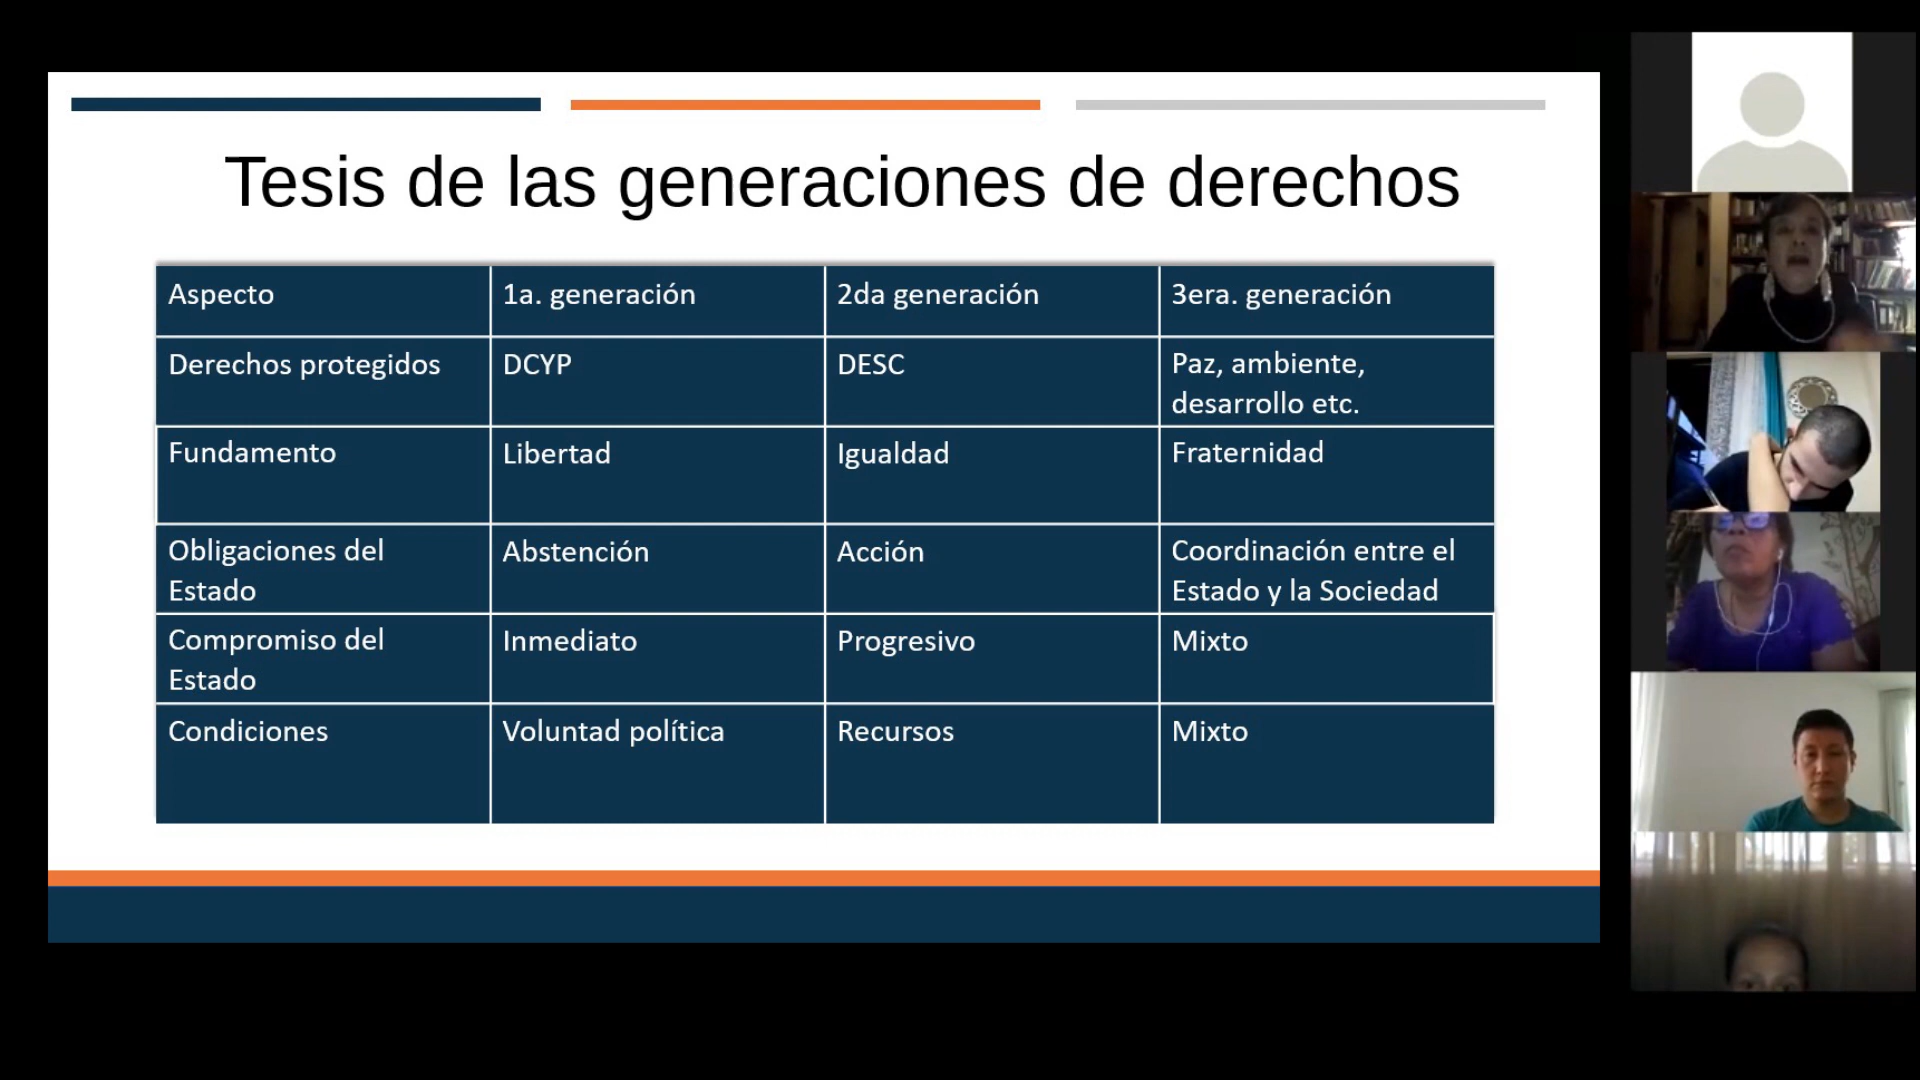 Tesis de las generaciones de derechos
Aspecto
1a. generación
2da generación
3era. generación
Derechos protegidos
DCYP
DESC
Paz, ambiente,
desarrollo etc.
Fundamento
Libertad
Igualdad
Fraternidad
Obligaciones del
Estado
Abstención
Acción
Coordinación entre el
Estado y la Sociedad
Compromiso del
Estado
Inmediato
Progresivo
Mixto
Condiciones
Voluntad política
Recursos
Mixto